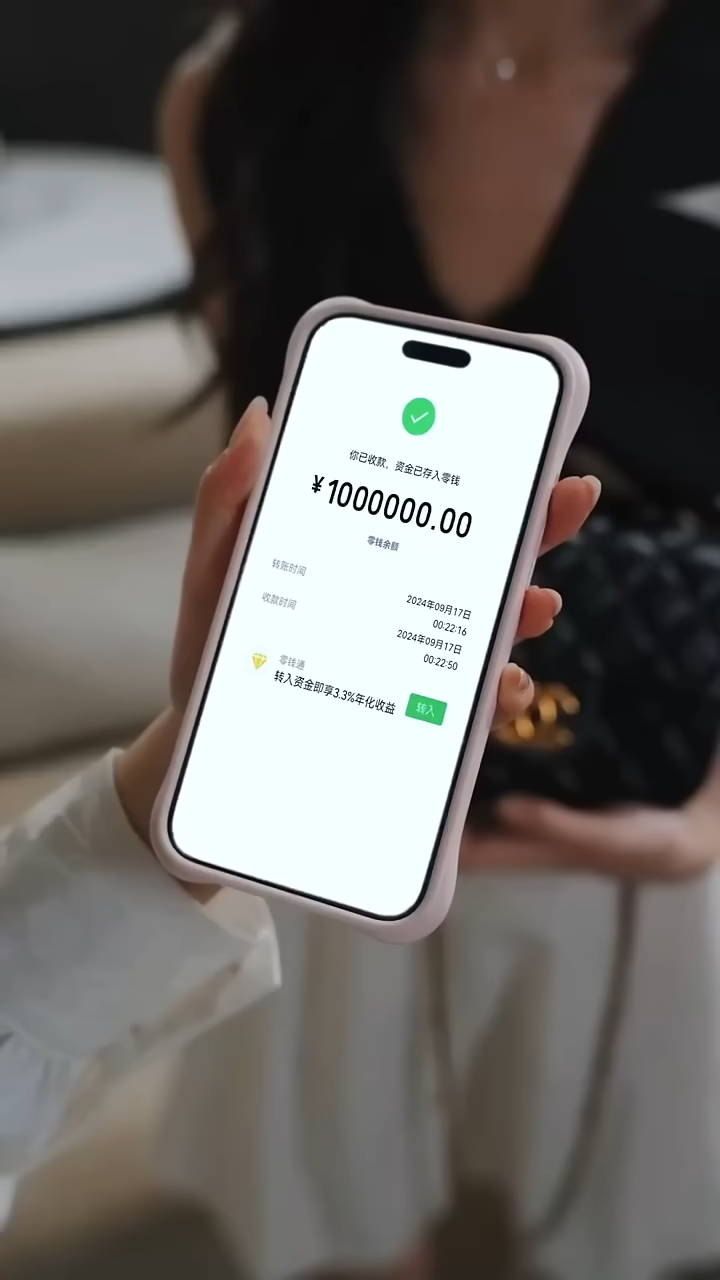 你已收款，资金已存入零钱
¥1000000.00
零钱余额
转账时间
2024年09月17日
00:22:16
收款时间
2024年09月17日
00:22:50
零钱通
转入资金即享3.3%年化收益
转入